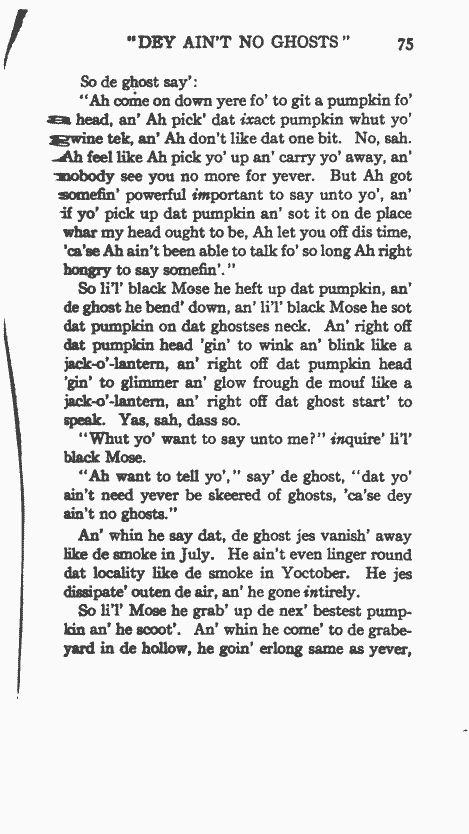 "DEY AIN'T NO GHOSTS" 75
So de ghost say':
"Ah come on down yere fo' to git a pumpkin fo'
head, an' Ah pick' dat ixact pumpkin whut yo'
gwine tek, an' Ah don't like dat one bit. No, sah.
Ah feel like Ah pick yo' up an' carry yo' away, an'
nobody see you no more for yever. But Ah got
somefin' powerful important to say unto yo', an'
if yo' pick up dat pumpkin an' sot it on de place
whar my head ought to be, Ah let you off dis time,
'ca'se Ah ain't been able to talk fo' so long Ah right
hongry to say somefin'."
So li'l' black Mose he heft up dat pumpkin, an'
de ghost he bend' down, an' li'l' black Mose he sot
dat pumpkin on dat ghostses neck. An' right off
dat pumpkin head 'gin' to wink an' blink like a
jack-o'-lantern, an' right off dat pumpkin head
'gin' to glimmer an' glow frough de mouf like a
jack-o'-lantern, an' right off dat ghost start' to
speak. Yas, sah, dass so.
"Whut yo' want to say unto me?" inquire' li'l'
black Mose.
"Ah want to tell yo'," say' de ghost, "dat yo'
ain't need yever be skeered of ghosts, 'ca'se dey
ain't no ghosts."
An' whin he say dat, de ghost jes vanish' away
like de smoke in July. He ain't even linger round
dat locality like de smoke in Yoctober. He jes
dissipate' outen de air, an' he gone intirely.
So li'l' Mose he grab' up de nex' bestest pump-
kin an' he scoot'. An' whin he come' to de grabe-
yard in de hollow, he goin' erlong same as yever,